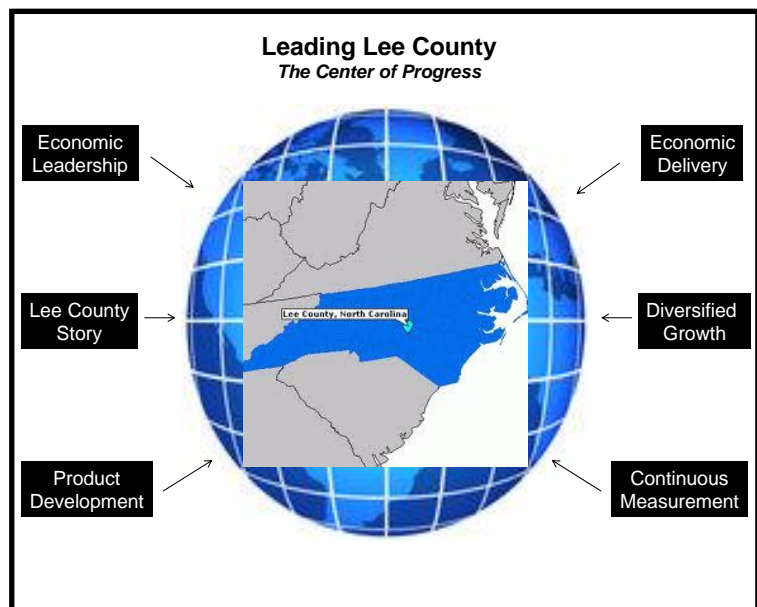 Leading Lee County
The Center of Progress
Economic
Leadership
Economic
Delivery
Lee County, North Carolina
Lee County
Story
Diversified
Growth
Product
Development
Continuous
Measurement